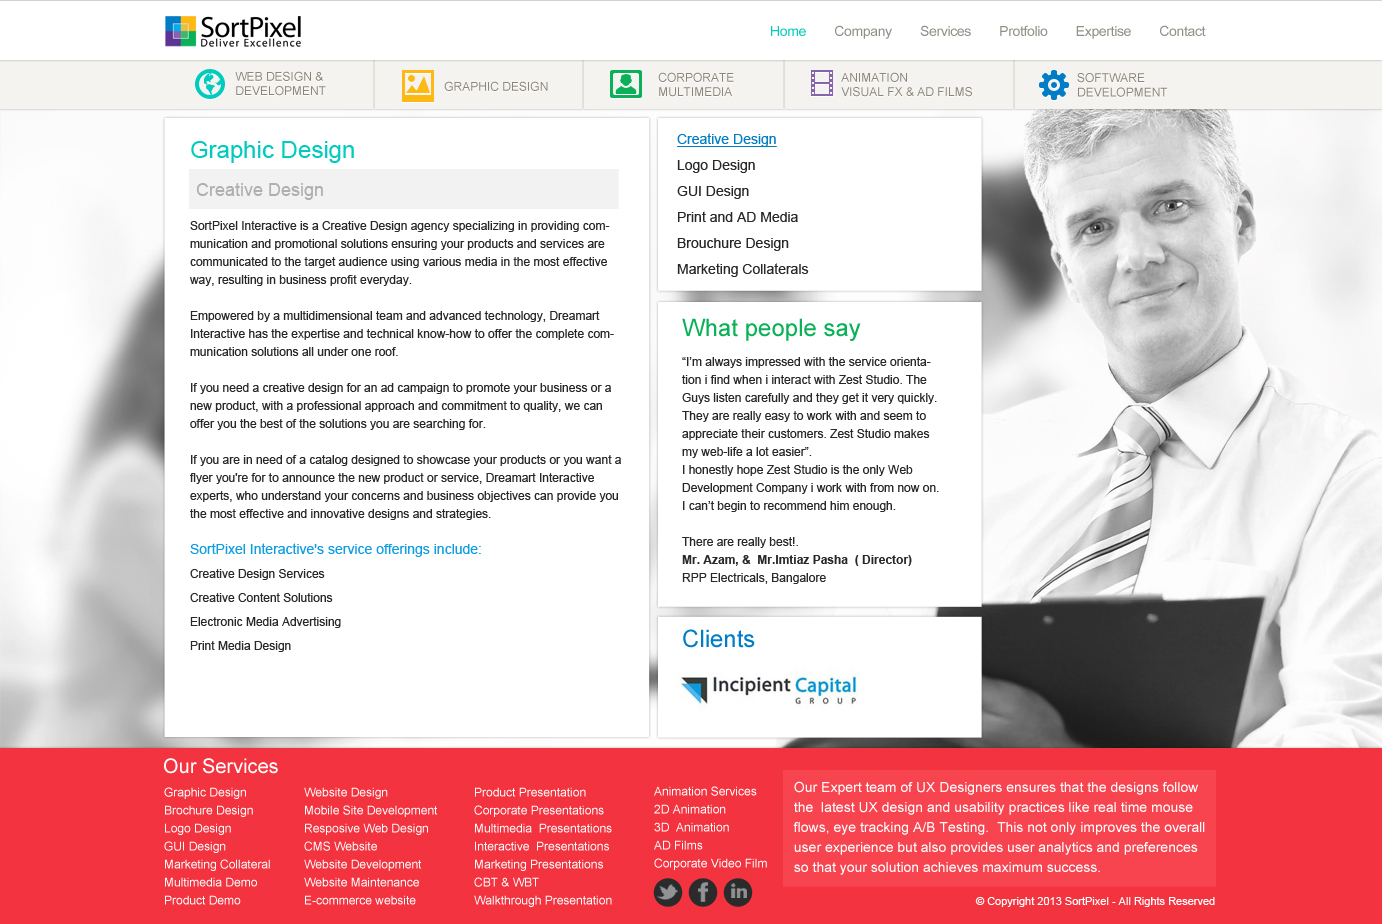 SortPixel
Deliver Excellence
Home
Company
Services
Protfolio
Expertise
Contact
WEB DESIGN &
DEVELOPMENT
GRAPHIC DESIGN
CORPORATE
MULTIMEDIA
ANIMATION
VISUAL FX & AD FILMS
SOFTWARE
DEVELOPMENT
Graphic Design
Creative Design
SortPixel Interactive is a Creative Design agency specializing in providing com-
munication and promotional solutions ensuring your products and services are
communicated to the target audience using various media in the most effective
way, resulting in business profit everyday.
Empowered by a multidimensional team and advanced technology, Dreamart
Interactive has the expertise and technical know-how to offer the complete com-
munication solutions all under one roof.
If you need a creative design for an ad campaign to promote your business or a
new product, with a professional approach and commitment to quality, we can
offer you the best of the solutions you are searching for.
If you are in need of a catalog designed to showcase your products or you want a
flyer you're for to announce the new product or service, Dreamart Interactive
experts, who understand your concerns and business objectives can provide you
the most effective and innovative designs and strategies.
SortPixel Interactive's service offerings include:
Creative Design Services
Creative Content Solutions
Electronic Media Advertising
Print Media Design
Creative Design
Logo Design
GUI Design
Print and AD Media
Brouchure Design
Marketing Collaterals
What people say
“I’m always impressed with the service orienta-
tion i find when i interact with Zest Studio. The
Guys listen carefully and they get it very quickly.
They are really easy to work with and seem to
appreciate their customers. Zest Studio makes
my web-life a lot easier”.
I honestly hope Zest Studio is the only Web
Development Company i work with from now on.
I can’t begin to recommend him enough.
There are really best!.
Mr. Azam, &  Mr.Imtiaz Pasha  ( Director)
RPP Electricals, Bangalore
Clients
Incipient Capital
GROUP
Our Services
Graphic Design
Brochure Design
Logo Design
GUI Design
Marketing Collateral
Multimedia Demo
Product Demo
Website Design
Mobile Site Development
Resposive Web Design
CMS Website
Website Development
Website Maintenance
E-commerce website
Product Presentation
Corporate Presentations
Multimedia  Presentations
Interactive  Presentations
Marketing Presentations
CBT & WBT
Walkthrough Presentation
Animation Services
2D Animation
3D  Animation
AD Films
Corporate Video Film
Our Expert team of UX Designers ensures that the designs follow
the  latest UX design and usability practices like real time mouse
flows, eye tracking A/B Testing.  This not only improves the overall
user experience but also provides user analytics and preferences
so that your solution achieves maximum success.
© Copyright 2013 SortPixel - All Rights Reserved